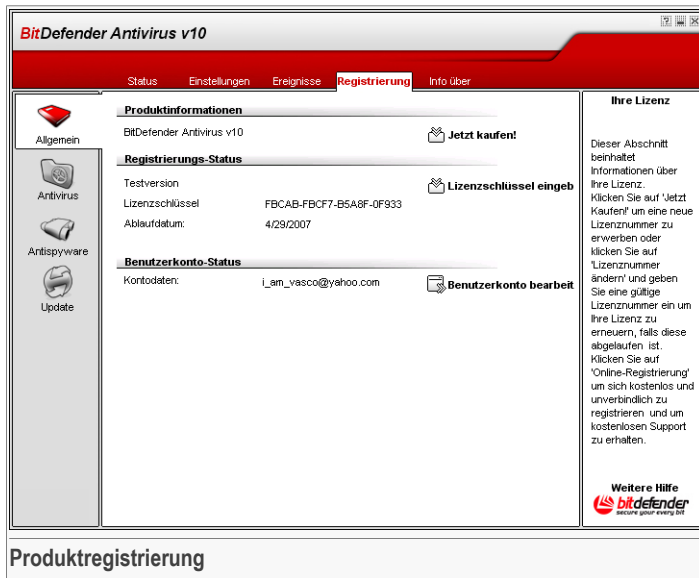 BitDefender Antivirus v10
Status Einstellungen Ereignisse Registrierung Info über
Allgemein
Antivirus
Antispyware
Update
Produktinformationen
BitDefender Antivirus v10
Jetzt kaufen!
Registrierungs-Status
Testversion
Lizenzschlüssel eingeb
Lizenzschlüssel FBCAB-FBCF7-B5A8F-0F933
Ablaufdatum: 4/29/2007
Benutzerkonto-Status
Kontodaten: i_am_vasco@yahoo.com
Benutzerkonto bearbeit
Ihre Lizenz
Dieser Abschnitt
beinhaltet
Informationen über
Ihre Lizenz.
Klicken Sie auf 'Jetzt
Kaufen!' um eine neue
Lizenznummer zu
erwerben oder
klicken Sie auf
'Lizenznummer
ändern' und geben
Sie eine gültige
Lizenznummer ein um
Ihre Lizenz zu
erneuern, falls diese
abgelaufen ist.
Klicken Sie auf
'Online-Registrierung'
um sich kostenlos und
unverbindlich zu
registrieren und um
kostenlosen Support
zu erhalten.
Weitere Hilfe
bitdefender
secure your every bit
Produktregistrierung